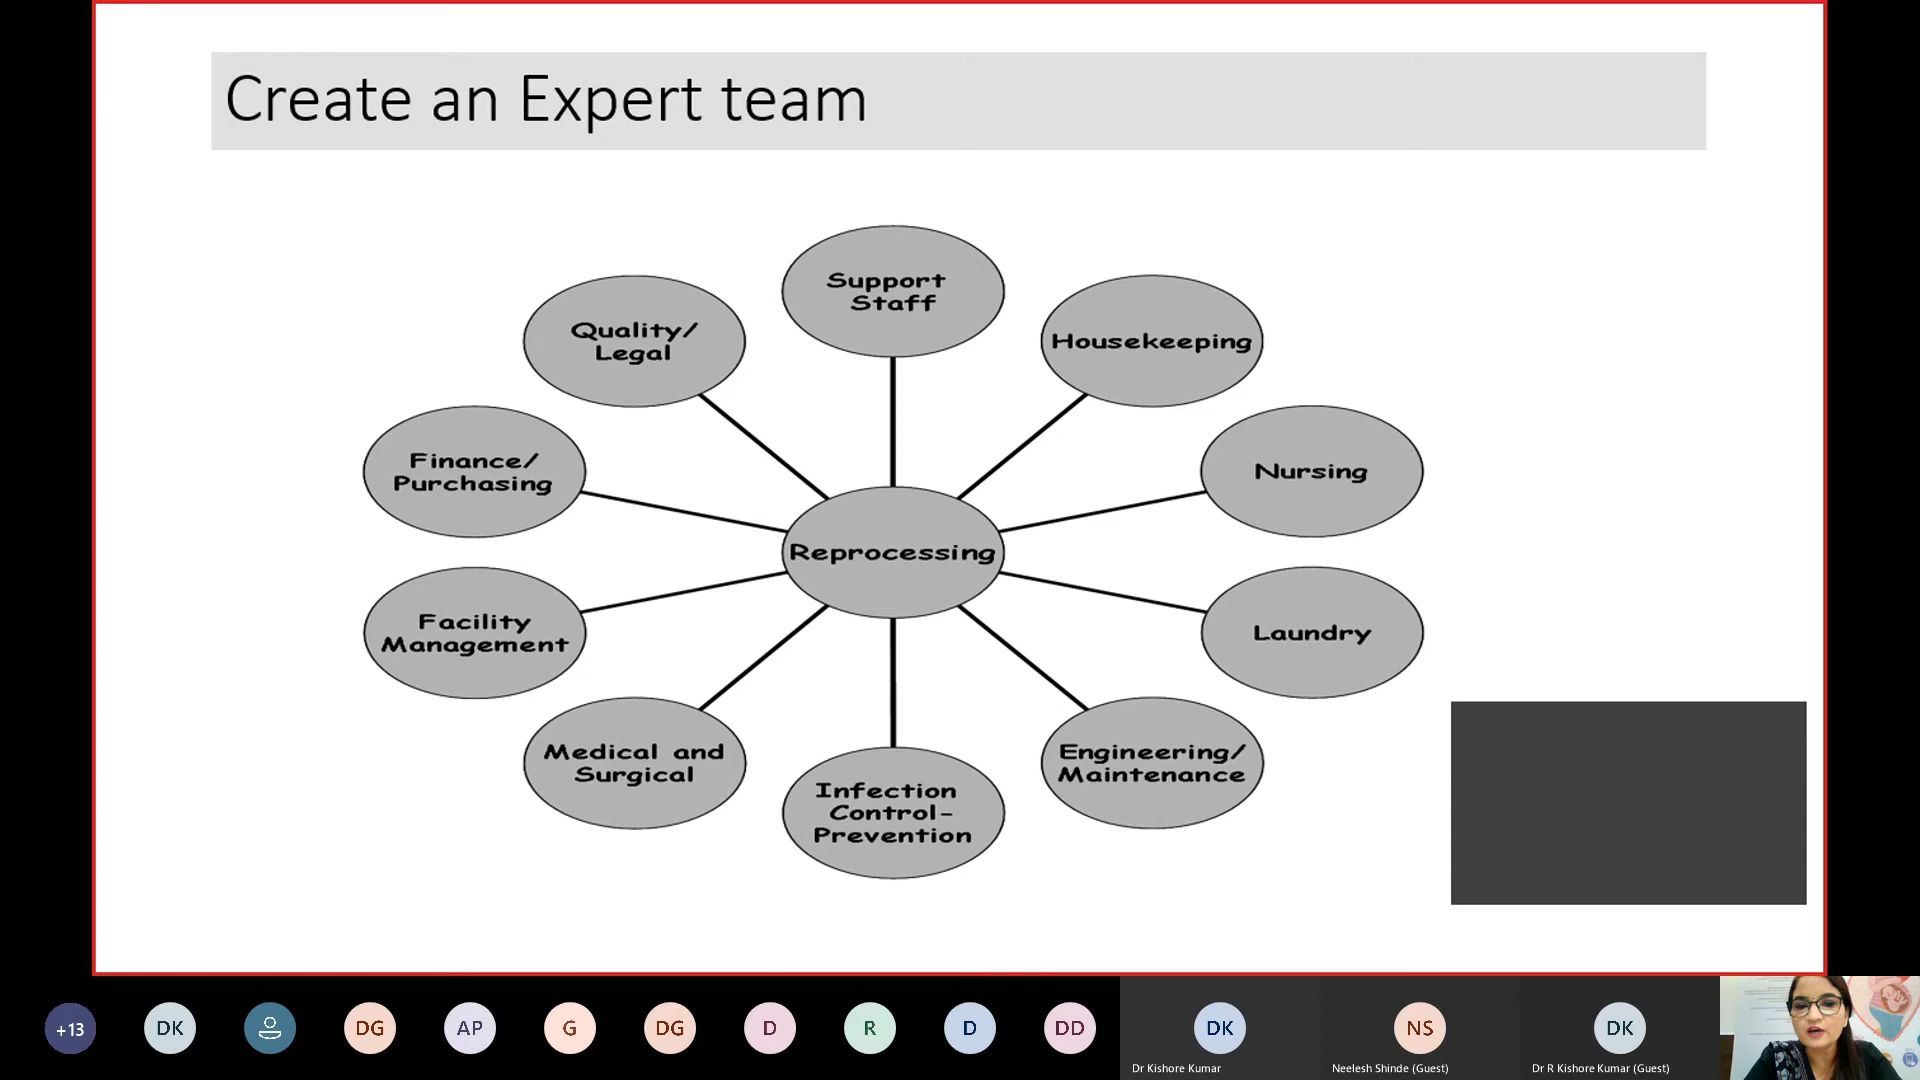 Create an Expert team
Support
Staff
Quality/
Legal
Housekeeping
Finance/
Purchasing
Nursing
Reprocessing
Facility
Management
Laundry
Medical and
Surgical
Engineering/
Maintenance
Infection
Control-
Prevention
+13
DK
DG
AP
G
DG
D
R
D
DD
DK
NS
DK
Dr Kishore Kumar
Neelesh Shinde (Guest)
Dr R Kishore Kumar (Guest)